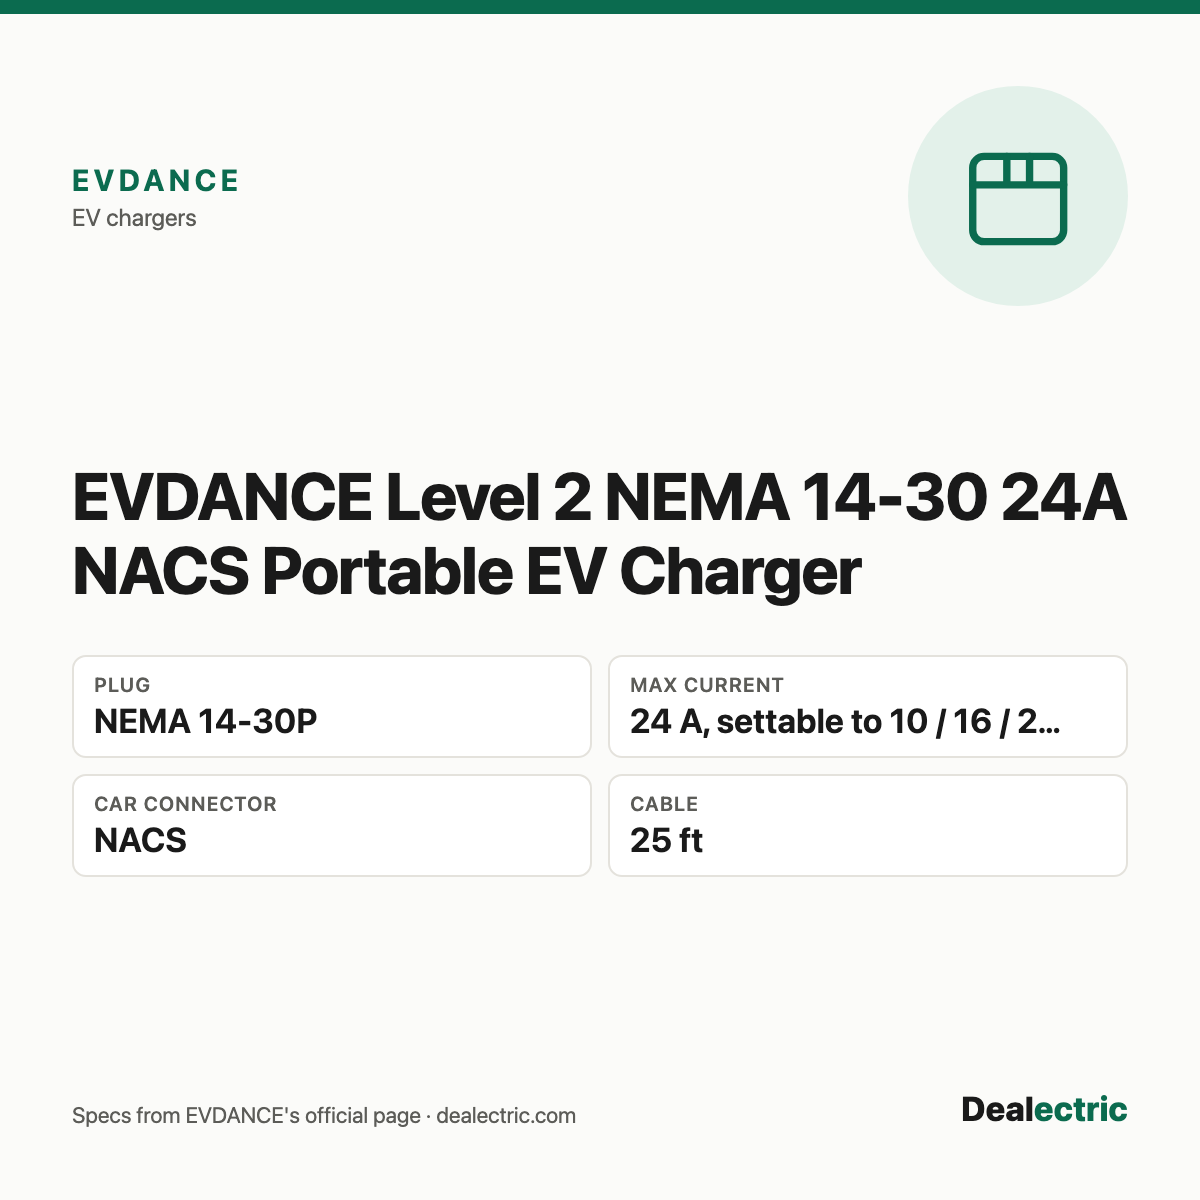 EVDANCE
EV chargers
EVDANCE Level 2 NEMA 14-30 24A
NACS Portable EV Charger
PLUG
NEMA 14-30P
MAX CURRENT
24 A, settable to 10 / 16 / 2...
CAR CONNECTOR
NACS
CABLE
25 ft
Specs from EVDANCE's official page · dealectric.com
Dealectric